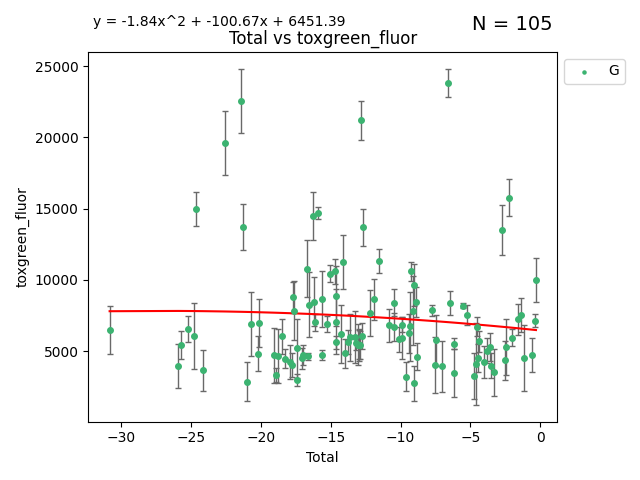 y = -1.84x^2 + -100.67x + 6451.39
N = 105
Total vs toxgreen_fluor
G
toxgreen_fluor
25000
20000
15000
10000
5000
−30
−25
−20
−15
−10
−5
0
Total